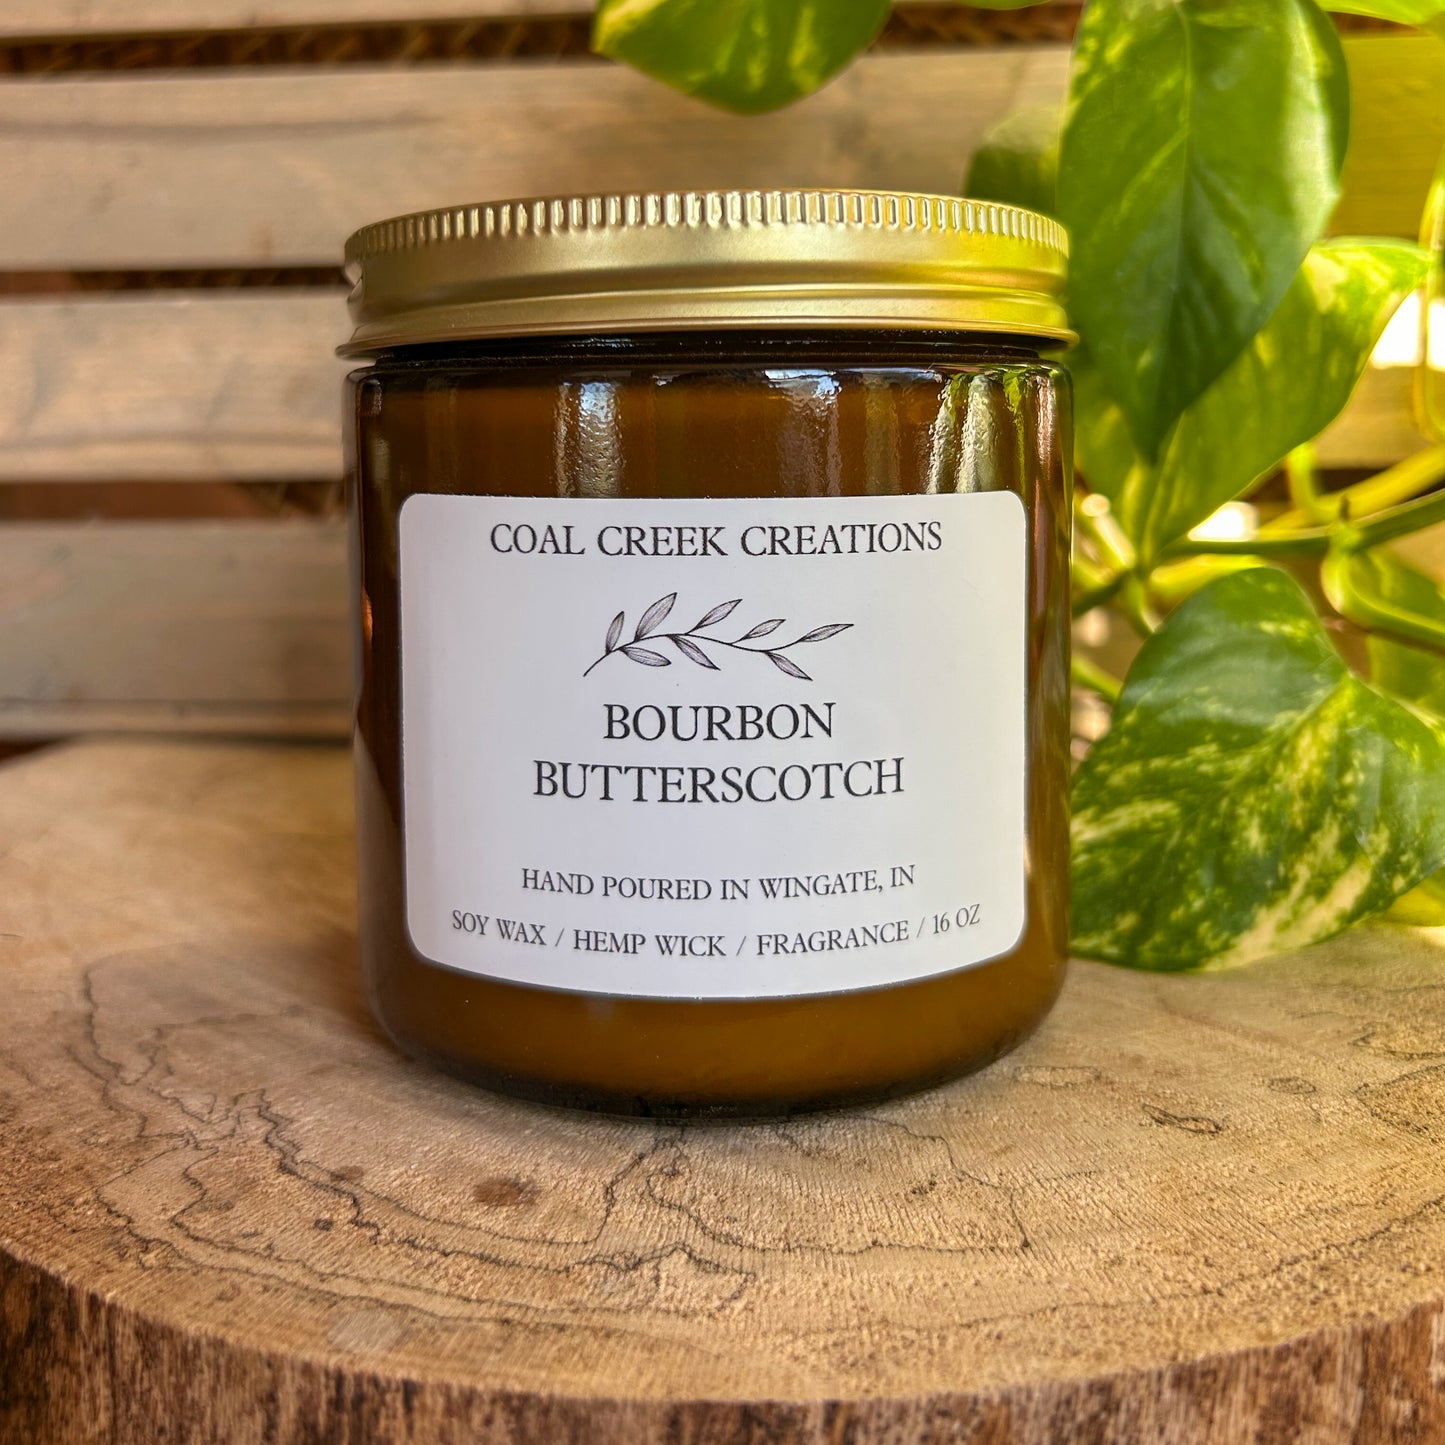 COAL CREEK CREATIONS
BOURBON
BUTTERSCOTCH
HAND POURED IN WINGATE, IN
SOY WAX / HEMP WICK / FRAGRANCE / 16 OZ